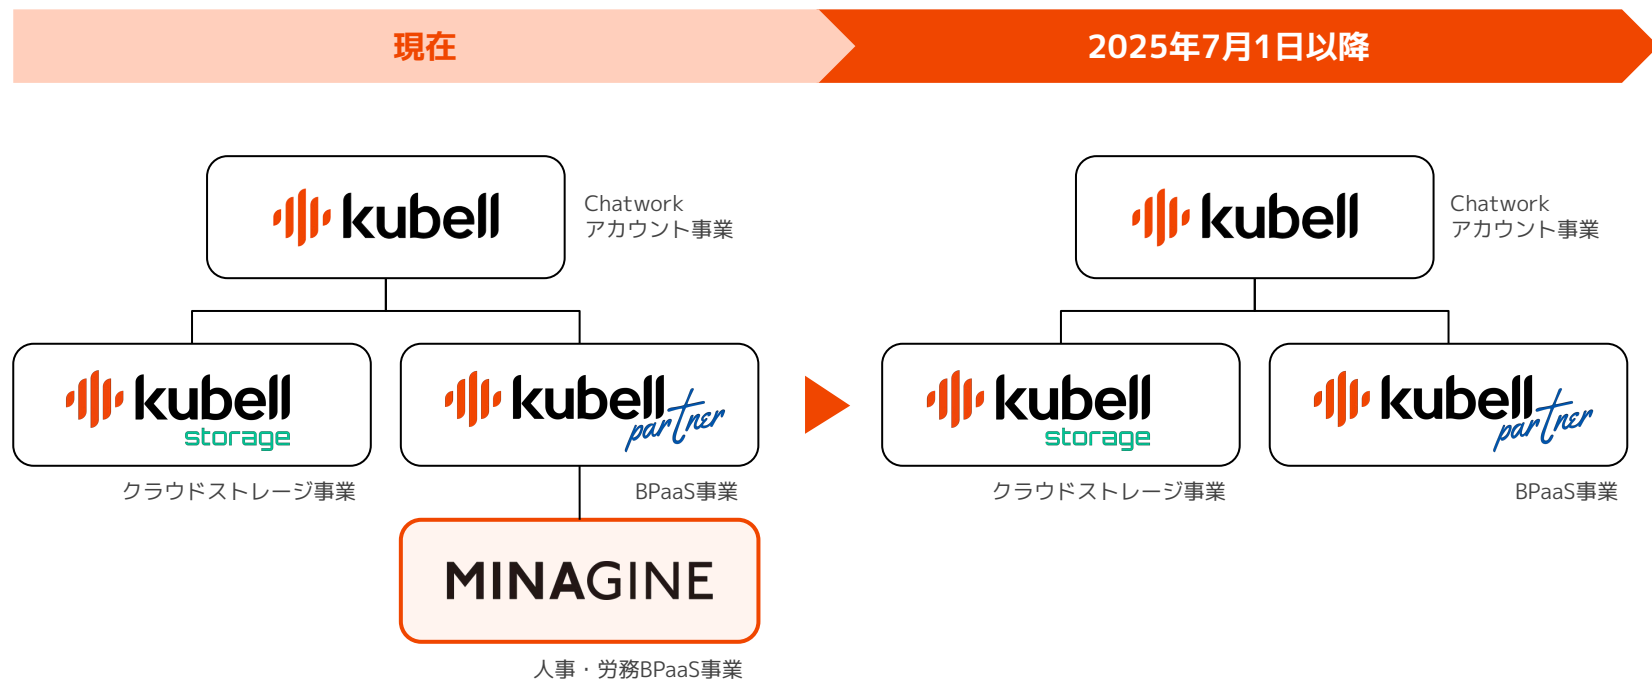 現在
2025年7月1日以降
kubell
Chatwork
アカウント事業
kubell
storage
クラウドストレージ事業
kubell
partner
BPaaS事業
MINAGINE
人事・労務BPaaS事業
kubell
Chatwork
アカウント事業
kubell
storage
クラウドストレージ事業
kubell
partner
BPaaS事業